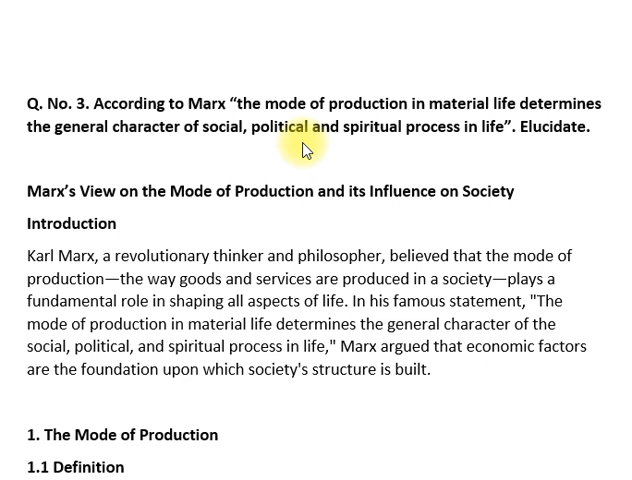 Q. No. 3. According to Marx “the mode of production in material life determines
the general character of social, political and spiritual process in life”. Elucidate.
Marx’s View on the Mode of Production and its Influence on Society
Introduction
Karl Marx, a revolutionary thinker and philosopher, believed that the mode of
production—the way goods and services are produced in a society—plays a
fundamental role in shaping all aspects of life. In his famous statement, "The
mode of production in material life determines the general character of the
social, political, and spiritual process in life," Marx argued that economic factors
are the foundation upon which society's structure is built.
1. The Mode of Production
1.1 Definition